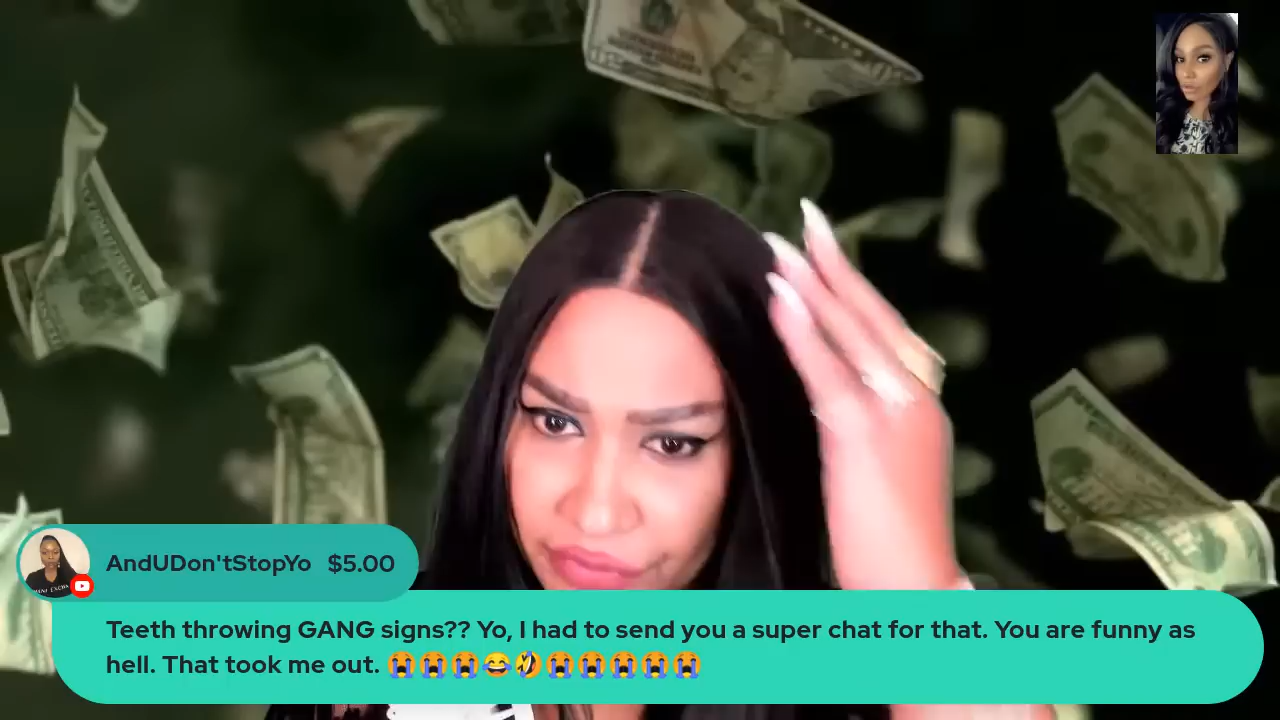 AndUDon'tStopYo $5.00
Teeth throwing GANG signs?? Yo, I had to send you a super chat for that. You are funny as
hell. That took me out. 😭😭😭😂🤣😭😭😭😭😭